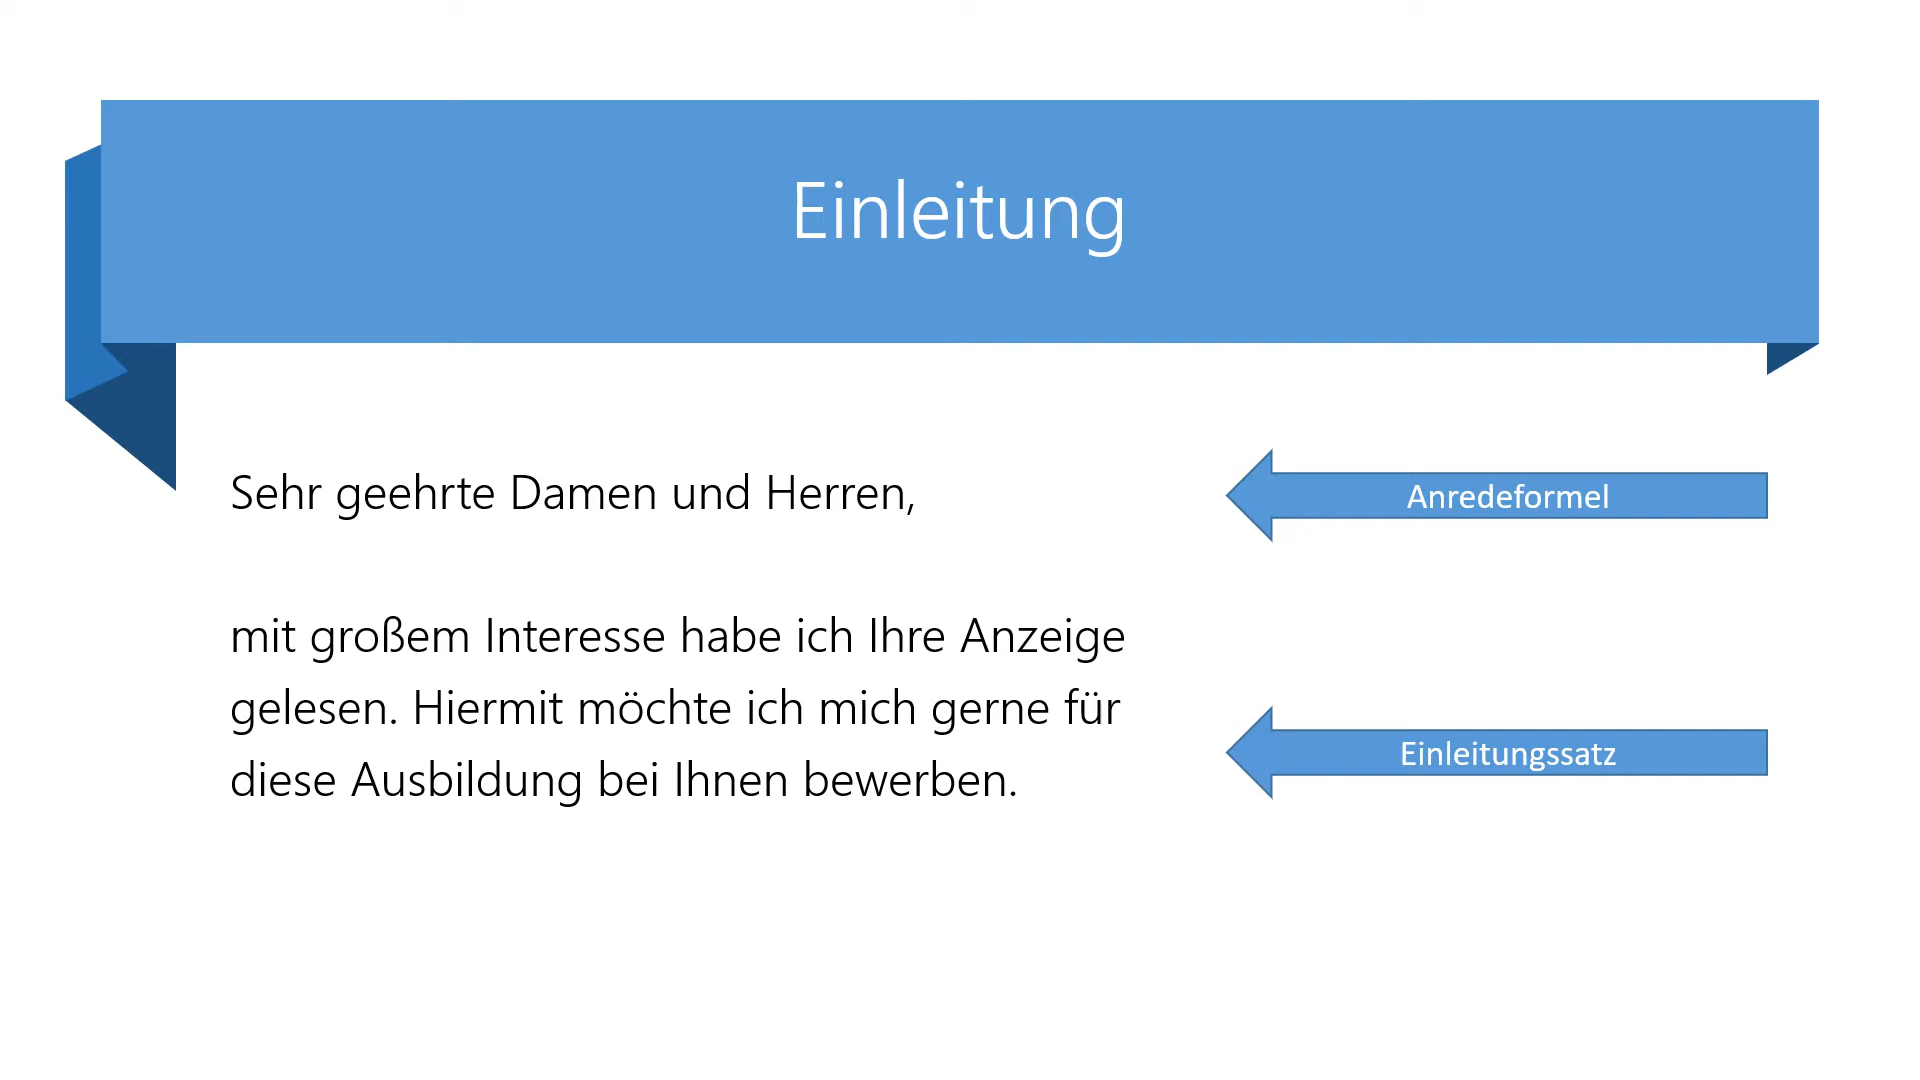 Einleitung
Sehr geehrte Damen und Herren,
Anredeformel
mit großem Interesse habe ich Ihre Anzeige
gelesen. Hiermit möchte ich mich gerne für
diese Ausbildung bei Ihnen bewerben.
Einleitungssatz